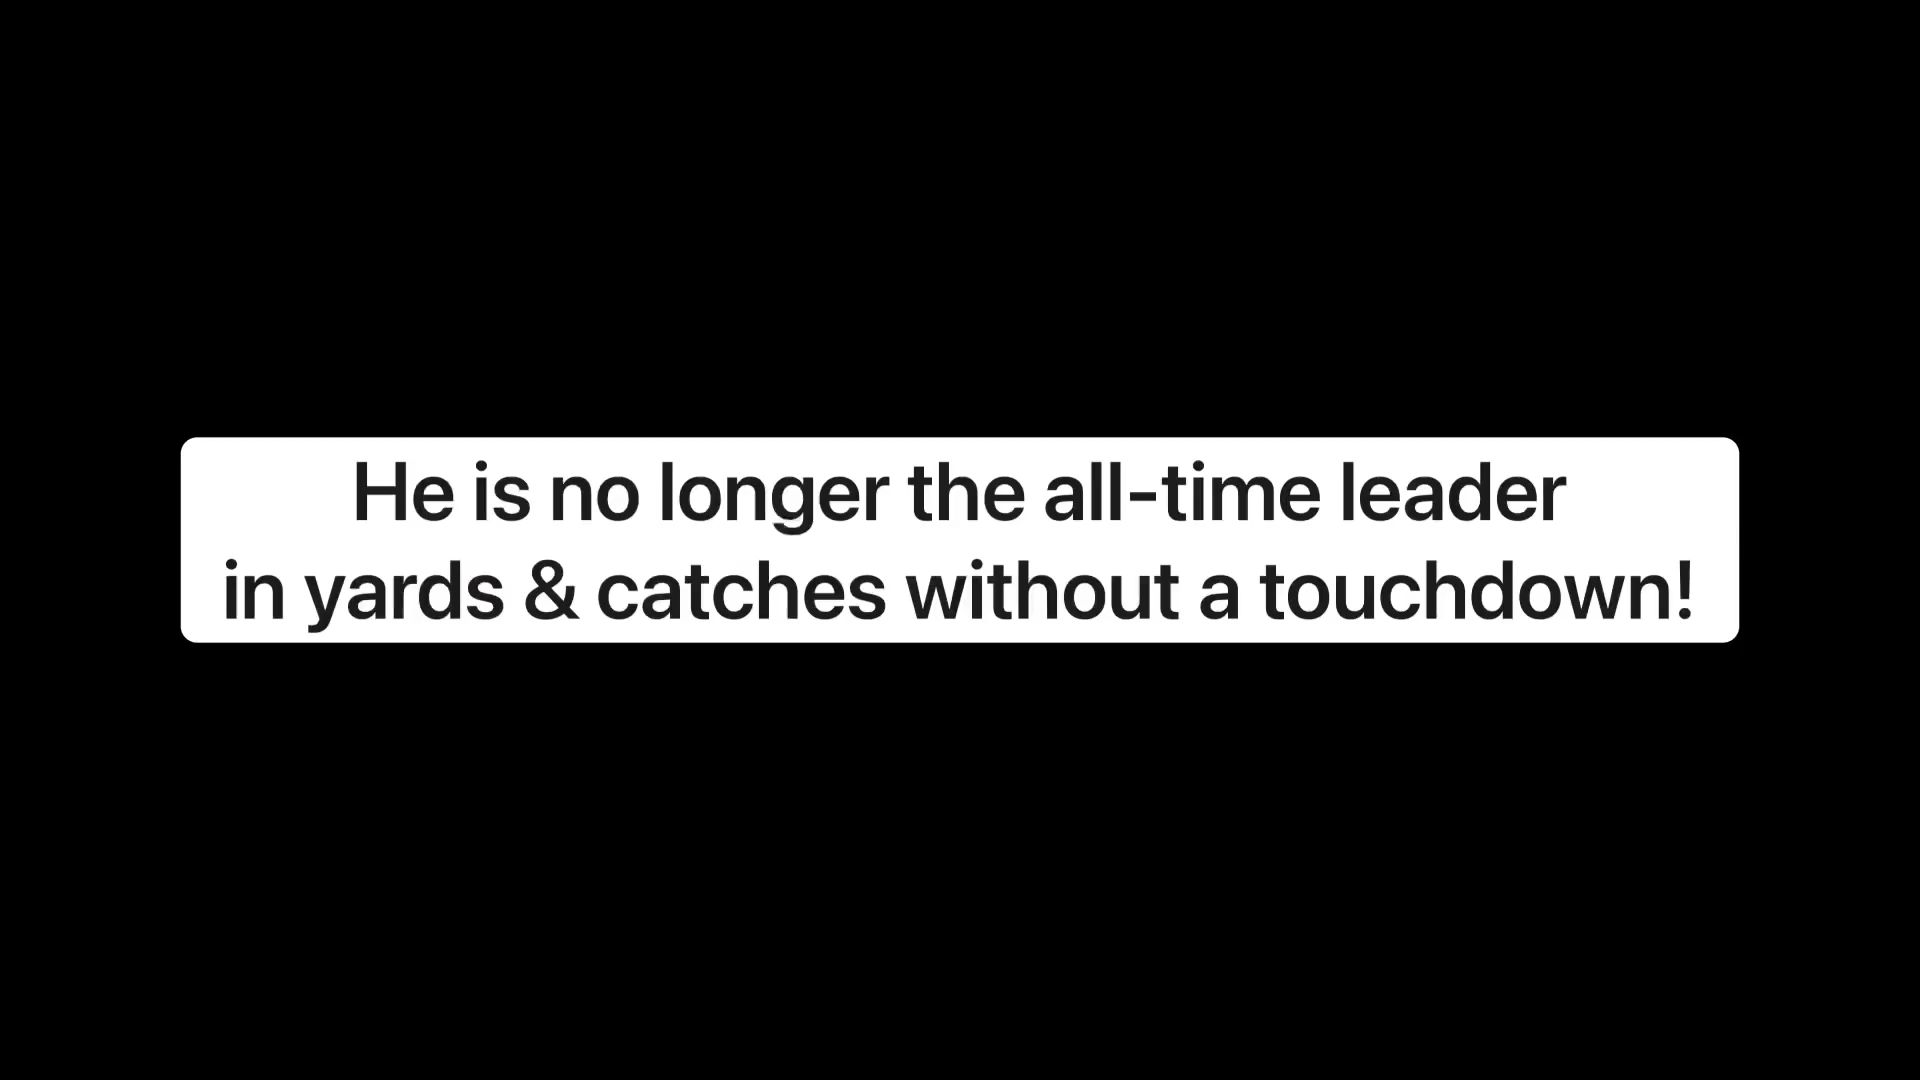 He is no longer the all-time leader
in yards & catches without a touchdown!